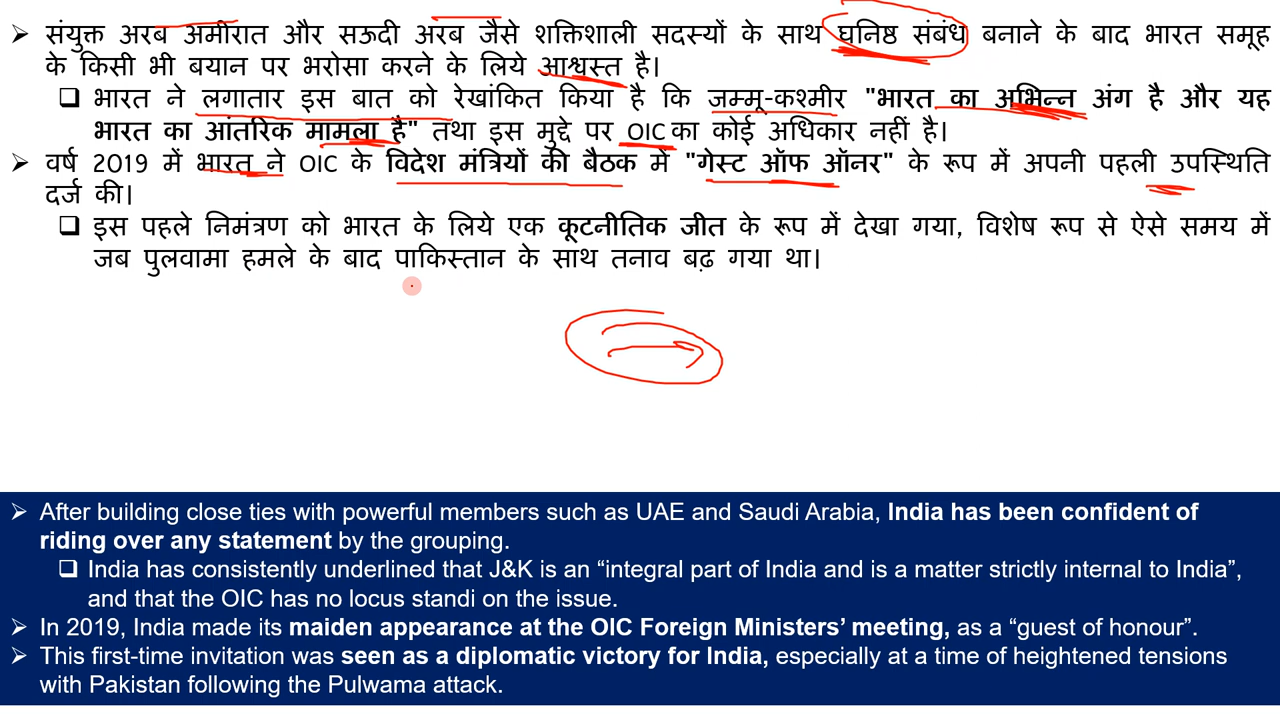 ➢ संयुक्त अरब अमीरात और सऊदी अरब जैसे शक्तिशाली सदस्यों के साथ घनिष्ठ संबंध बनाने के बाद भारत समूह
के किसी भी बयान पर भरोसा करने के लिये आश्वस्त है।
❑ भारत ने लगातार इस बात को रेखांकित किया है कि जम्मू-कश्मीर "भारत का अभिन्न अंग है और यह
भारत का आंतरिक मामला है" तथा इस मुद्दे पर OIC का कोई अधिकार नहीं है।
➢ वर्ष 2019 में भारत ने OIC के विदेश मंत्रियों की बैठक में "गेस्ट ऑफ ऑनर" के रूप में अपनी पहली उपस्थिति
दर्ज की।
❑ इस पहले निमंत्रण को भारत के लिये एक कूटनीतिक जीत के रूप में देखा गया, विशेष रूप से ऐसे समय में
जब पुलवामा हमले के बाद पाकिस्तान के साथ तनाव बढ़ गया था।
➢ After building close ties with powerful members such as UAE and Saudi Arabia, India has been confident of
riding over any statement by the grouping.
❑ India has consistently underlined that J&K is an “integral part of India and is a matter strictly internal to India”,
and that the OIC has no locus standi on the issue.
➢ In 2019, India made its maiden appearance at the OIC Foreign Ministers’ meeting, as a “guest of honour”.
➢ This first-time invitation was seen as a diplomatic victory for India, especially at a time of heightened tensions
with Pakistan following the Pulwama attack.